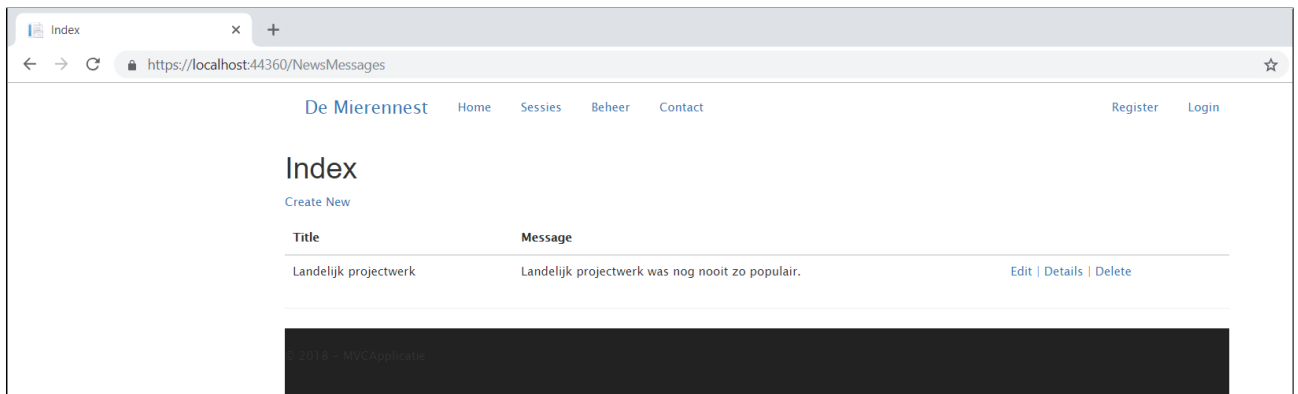 Index
https://localhost:44360/NewsMessages
De Mierennest Home Sessies Beheer Contact Register Login
Index
Create New
Title Message
Landelijk projectwerk Landelijk projectwerk was nog nooit zo populair. Edit | Details | Delete
© 2018 - MVCApplicatie